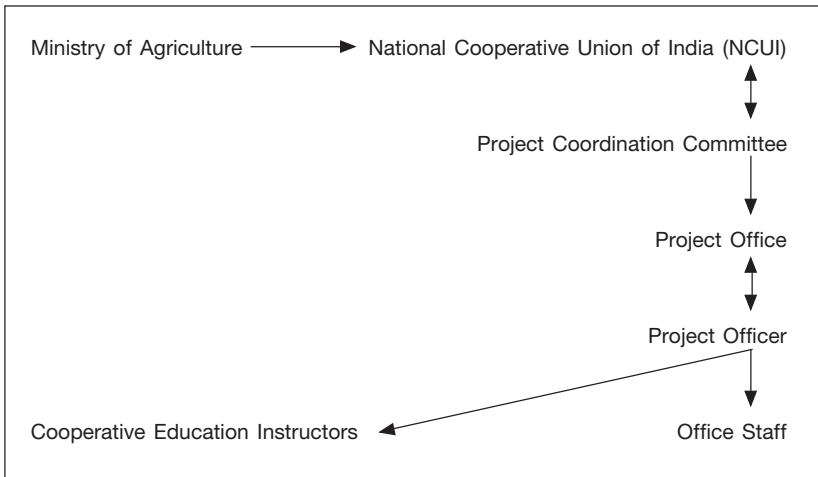 Ministry of Agriculture
National Cooperative Union of India (NCUI)
Project Coordination Committee
Project Office
Project Officer
Cooperative Education Instructors
Office Staff